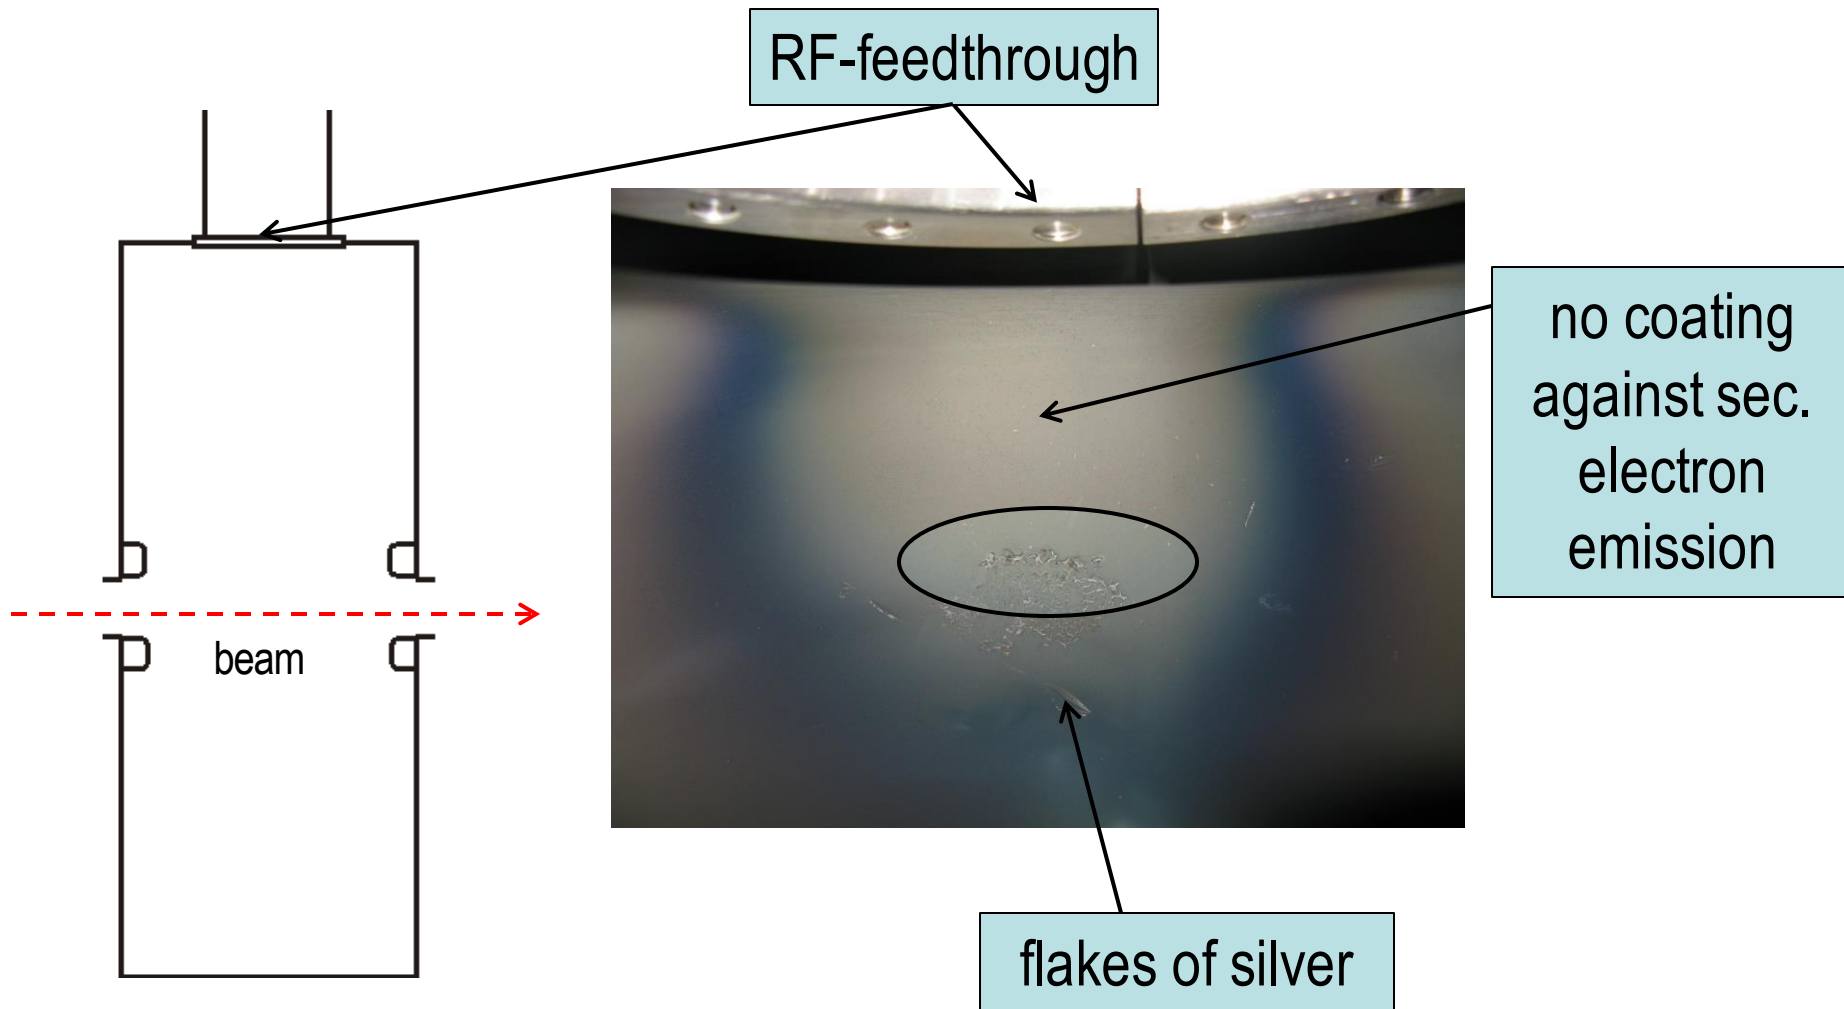 RF-feedthrough
no coating
against sec.
electron
emission
beam
flakes of silver